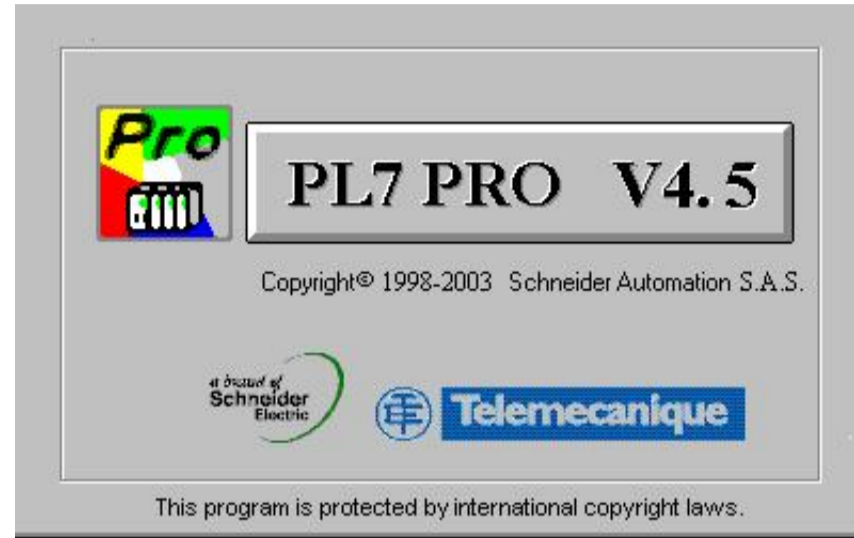 Pro
PL7 PRO V4.5
Copyright© 1998-2003 Schneider Automation S.A.S.
a brand of
Schneider
Electric
Telemecanique
This program is protected by international copyright laws.